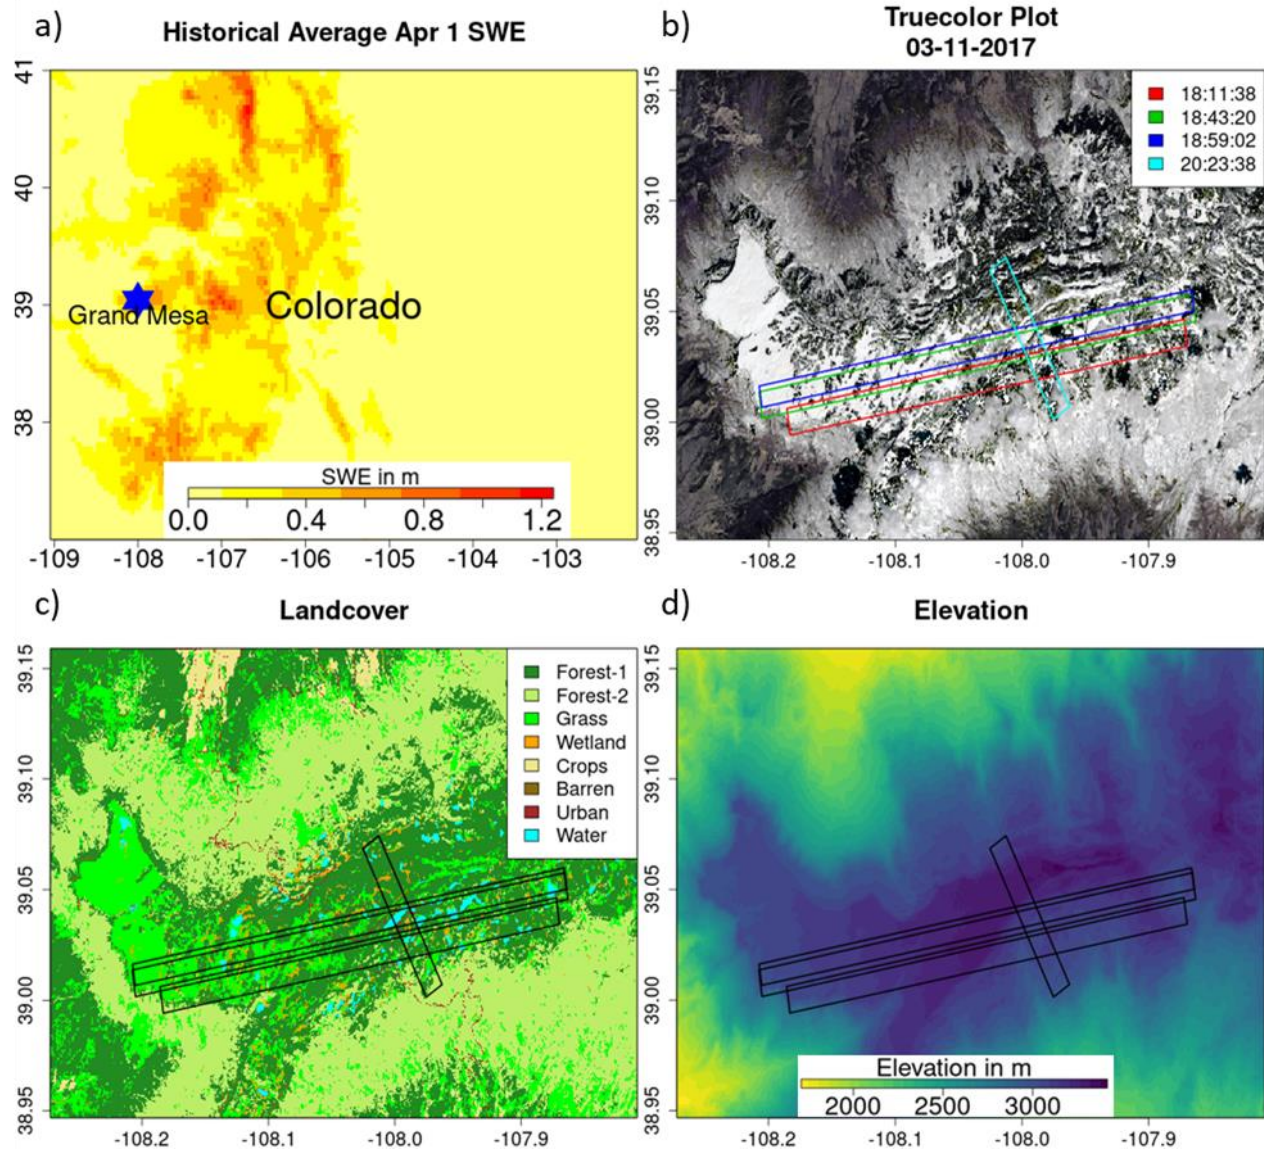 a)
Historical Average Apr 1 SWE
41
40
39
38
Grand Mesa
Colorado
SWE in m
0.0 0.4 0.8 1.2
-109 -108 -107 -106 -105 -104 -103
b)
Truecolor Plot
03-11-2017
39.15
39.10
39.05
39.00
38.95
18:11:38
18:43:20
18:59:02
20:23:38
-108.2 -108.1 -108.0 -107.9
c)
Landcover
39.15
39.10
39.05
39.00
38.95
Forest-1
Forest-2
Grass
Wetland
Crops
Barren
Urban
Water
-108.2 -108.1 -108.0 -107.9
d)
Elevation
39.15
39.10
39.05
39.00
38.95
Elevation in m
2000 2500 3000
-108.2 -108.1 -108.0 -107.9